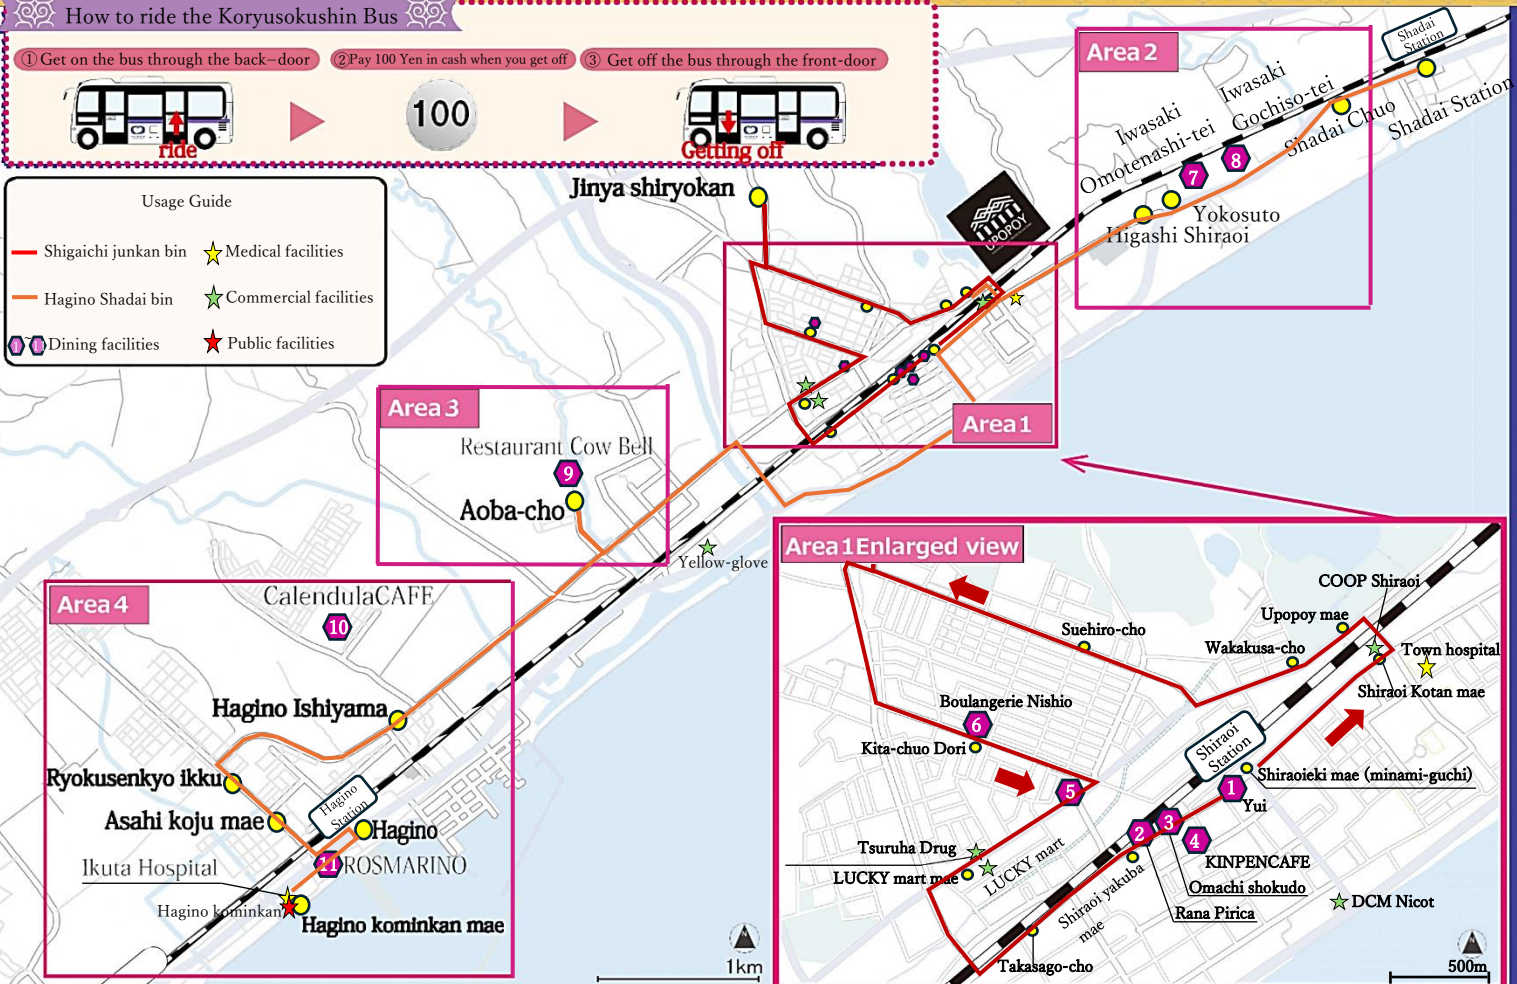 How to ride the Koryusokushin Bus
① Get on the bus through the back–door
②Pay 100 Yen in cash when you get off
③ Get off the bus through the front-door
ride
100
Getting off
Usage Guide
Shigaichi junkan bin
Medical facilities
Hagino Shadai bin
Commercial facilities
Dining facilities
Public facilities
Jinya shiryokan
UPOPOY
Area 2
Shadai
Station
Iwasaki
Gochiso-tei
Iwasaki
Omotenashi-tei
Shadai Chuo
Shadai Station
7
8
Yokosuto
Higashi Shiraoi
Area1
Area 3
Restaurant Cow Bell
9
Aoba-cho
Yellow-glove
Area 4
CalendulaCAFE
10
Hagino Ishiyama
Ryokusenkyo ikku
Hagino
Station
Asahi koju mae
Hagino
11
ROSMARINO
Ikuta Hospital
Hagino kominkan
Hagino kominkan mae
1km
Area1Enlarged view
COOP Shiraoi
Upopoy mae
Suehiro-cho
Wakakusa-cho
Town hospital
Shiraoi Kotan mae
Boulangerie Nishio
6
Kita-chuo Dori
Shiraoi
Station
Shiraoieki mae (minami-guchi)
5
1
Yui
2
3
4
KINPENCAFE
Tsuruha Drug
LUCKY mart
LUCKY mart mae
Omachi shokudo
Shiraoi yakuba
mae
Rana Pirica
DCM Nicot
Takasago-cho
500m